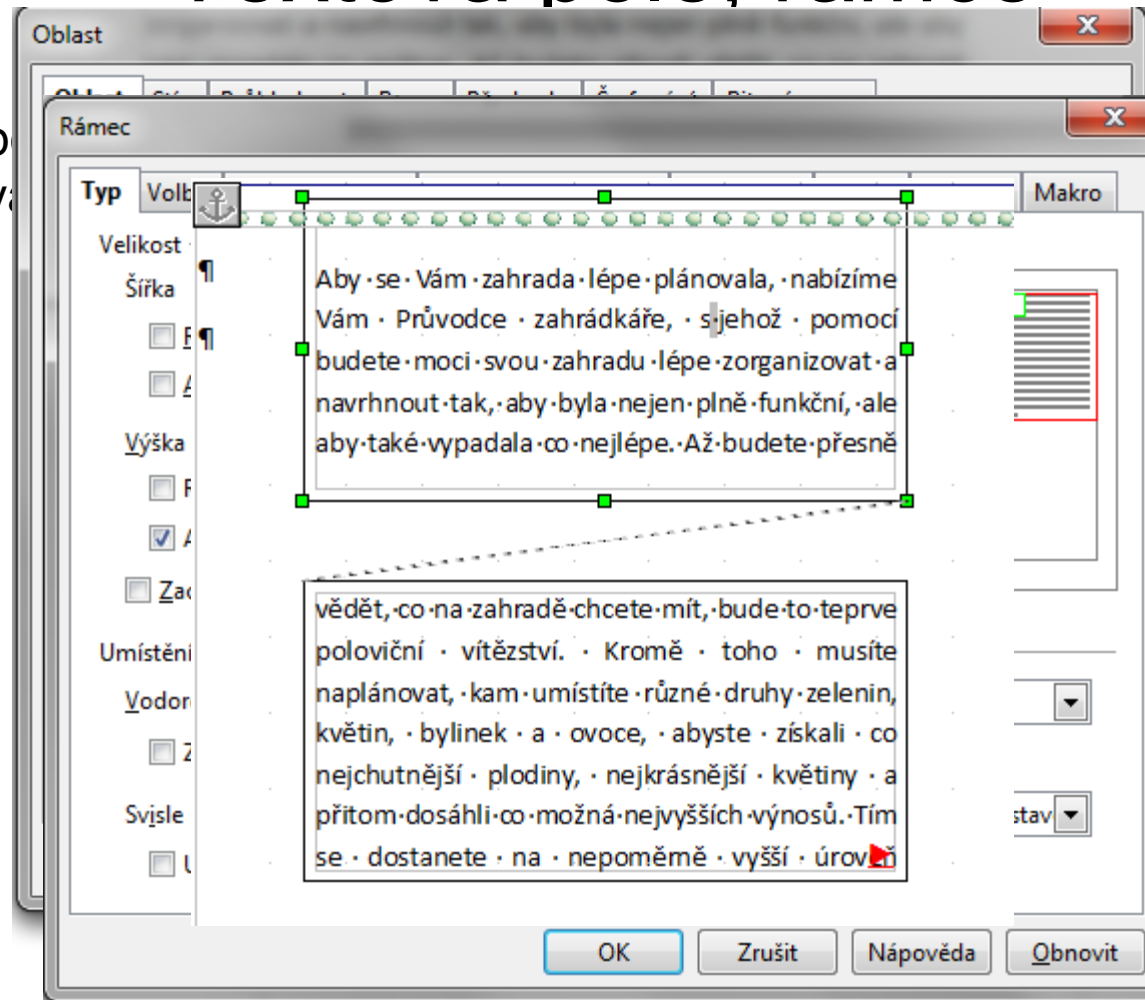 Textová pole, rámce
Oblast
Rámec
Typ
Makro
Velikost
Šířka
Výška
Umístění
Svisle
¶
¶
Aby·se·Vám·zahrada·lépe·plánovala,·nabízíme
Vám·Průvodce·zahrádkáře,·s·jehož·pomocí
budete·moci·svou·zahradu·lépe·zorganizovat·a
navrhnout·tak,·aby·byla·nejen·plně·funkční,·ale
aby·také·vypadala·co·nejlépe.·Až·budete·přesně
vědět,·co·na·zahradě·chcete·mít,·bude·to·teprve
poloviční·vítězství.·Kromě·toho·musíte
naplánovat,·kam·umístíte·různé·druhy·zelenin,
květin,·bylinek·a·ovoce,·abyste·získali·co
nejchutnější·plodiny,·nejkrásnější·květiny·a
přitom·dosáhli·co·možná·nejvyšších·výnosů.·Tím
se·dostanete·na·nepoměrně·vyšší·úroveň
OK
Zrušit
Nápověda
Obnovit